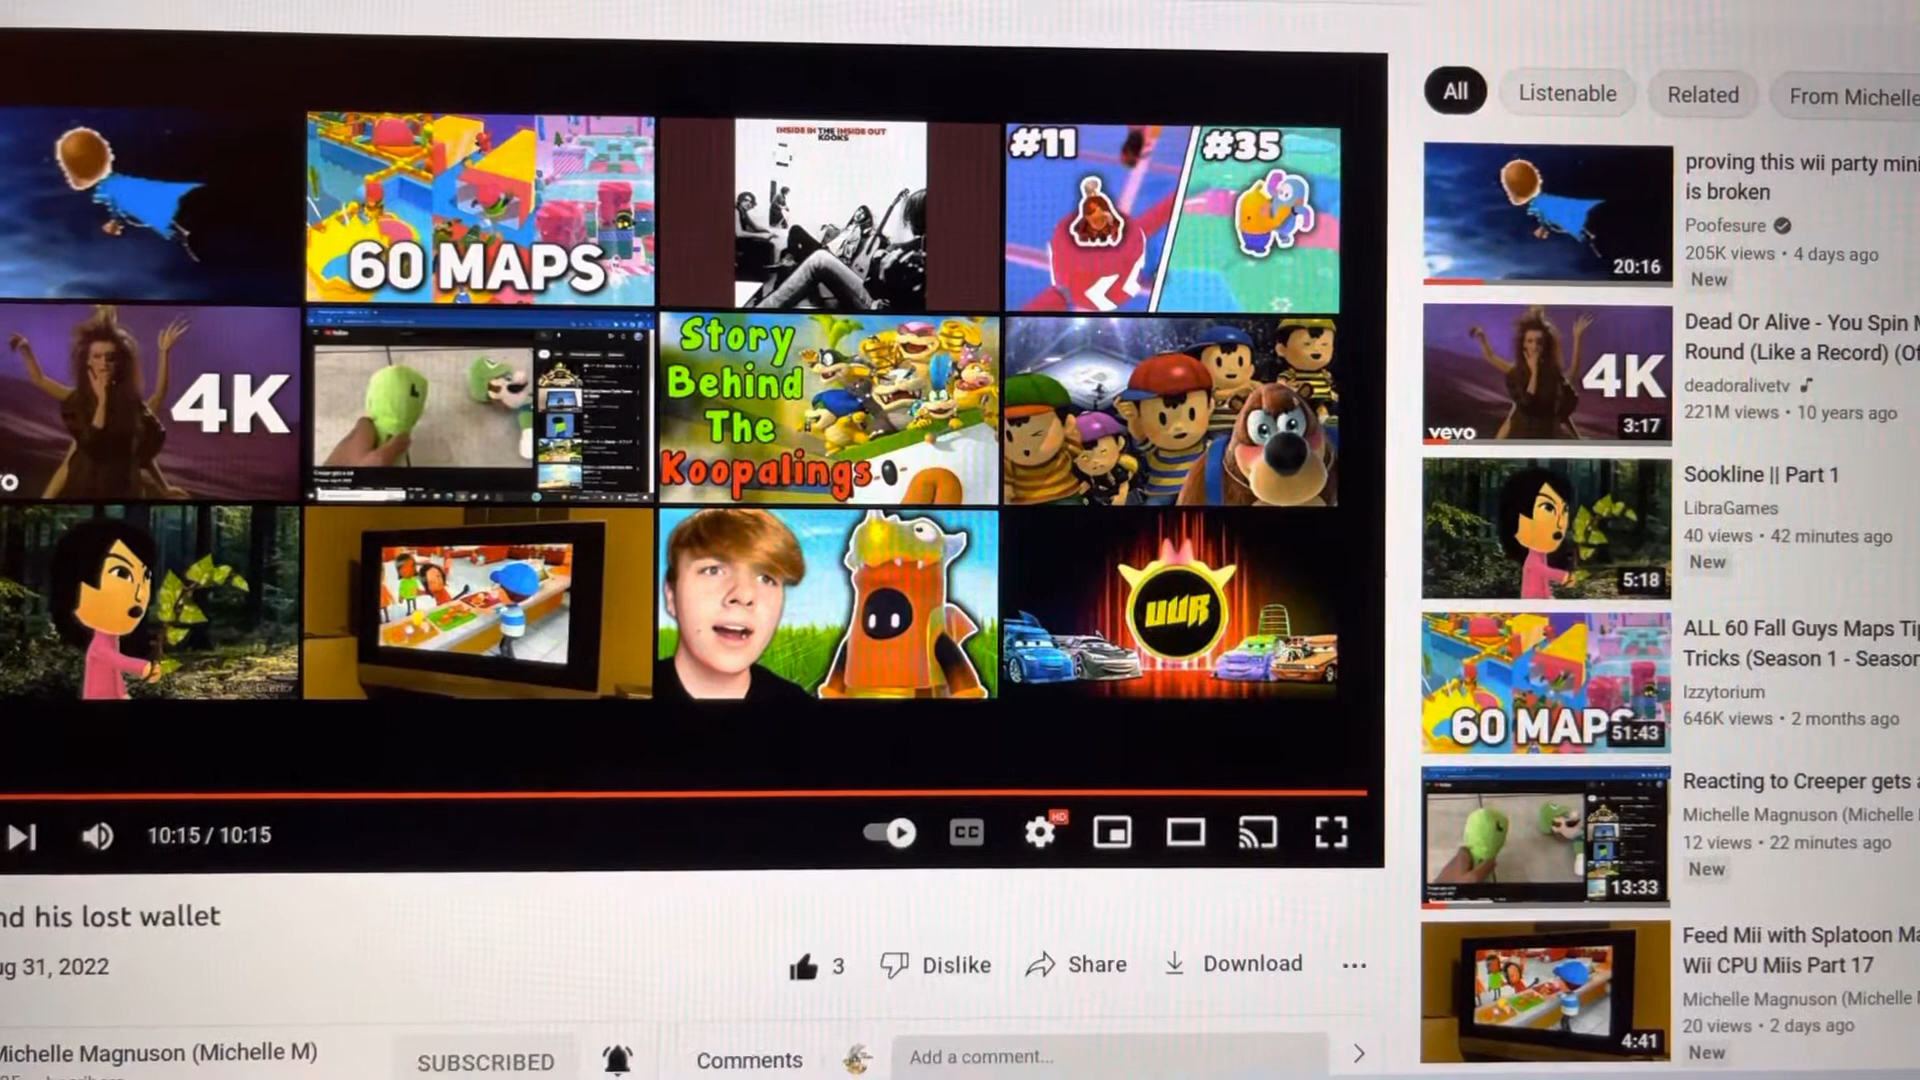 INSIDE IN THE INSIDE OUT
KOOKS
60 MAPS
#11
#35
4K
Story
Behind
The
Koopalings
UUR
10:15 / 10:15
CC
HD
nd his lost wallet
ug 31, 2022
3
Dislike
Share
Download
Michelle Magnuson (Michelle M)
SUBSCRIBED
Comments
Add a comment...
All
Listenable
Related
From Michelle
20:16
proving this wii party mini
is broken
Poofesure
205K views • 4 days ago
New
4K
vevo
3:17
Dead Or Alive - You Spin M
Round (Like a Record) (Of
deadoralivetv
221M views • 10 years ago
5:18
Sookline || Part 1
LibraGames
40 views • 42 minutes ago
New
60 MAPS
51:43
ALL 60 Fall Guys Maps Tip
Tricks (Season 1 - Season
Izzytorium
646K views • 2 months ago
13:33
Reacting to Creeper gets a
Michelle Magnuson (Michelle
12 views • 22 minutes ago
New
4:41
Feed Mii with Splatoon Ma
Wii CPU Miis Part 17
Michelle Magnuson (Michelle
20 views • 2 days ago
New